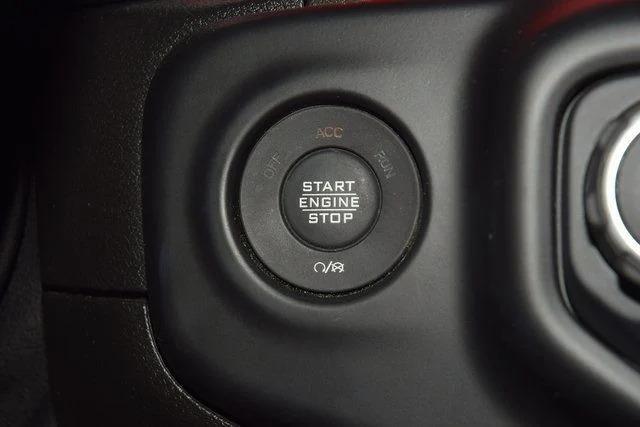 ACC
OFF
RUN
START
ENGINE
STOP